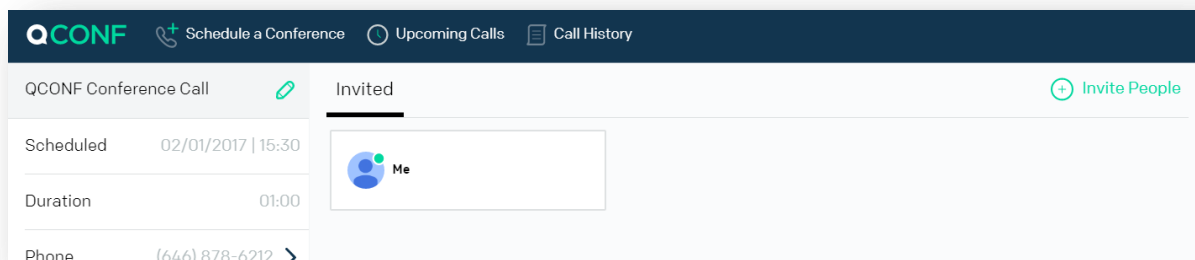 QCONF Schedule a Conference Upcoming Calls Call History
QCONF Conference Call
Invited
Invite People
Scheduled 02/01/2017 | 15:30
Me
Duration 01:00
Phone (646) 878-6212